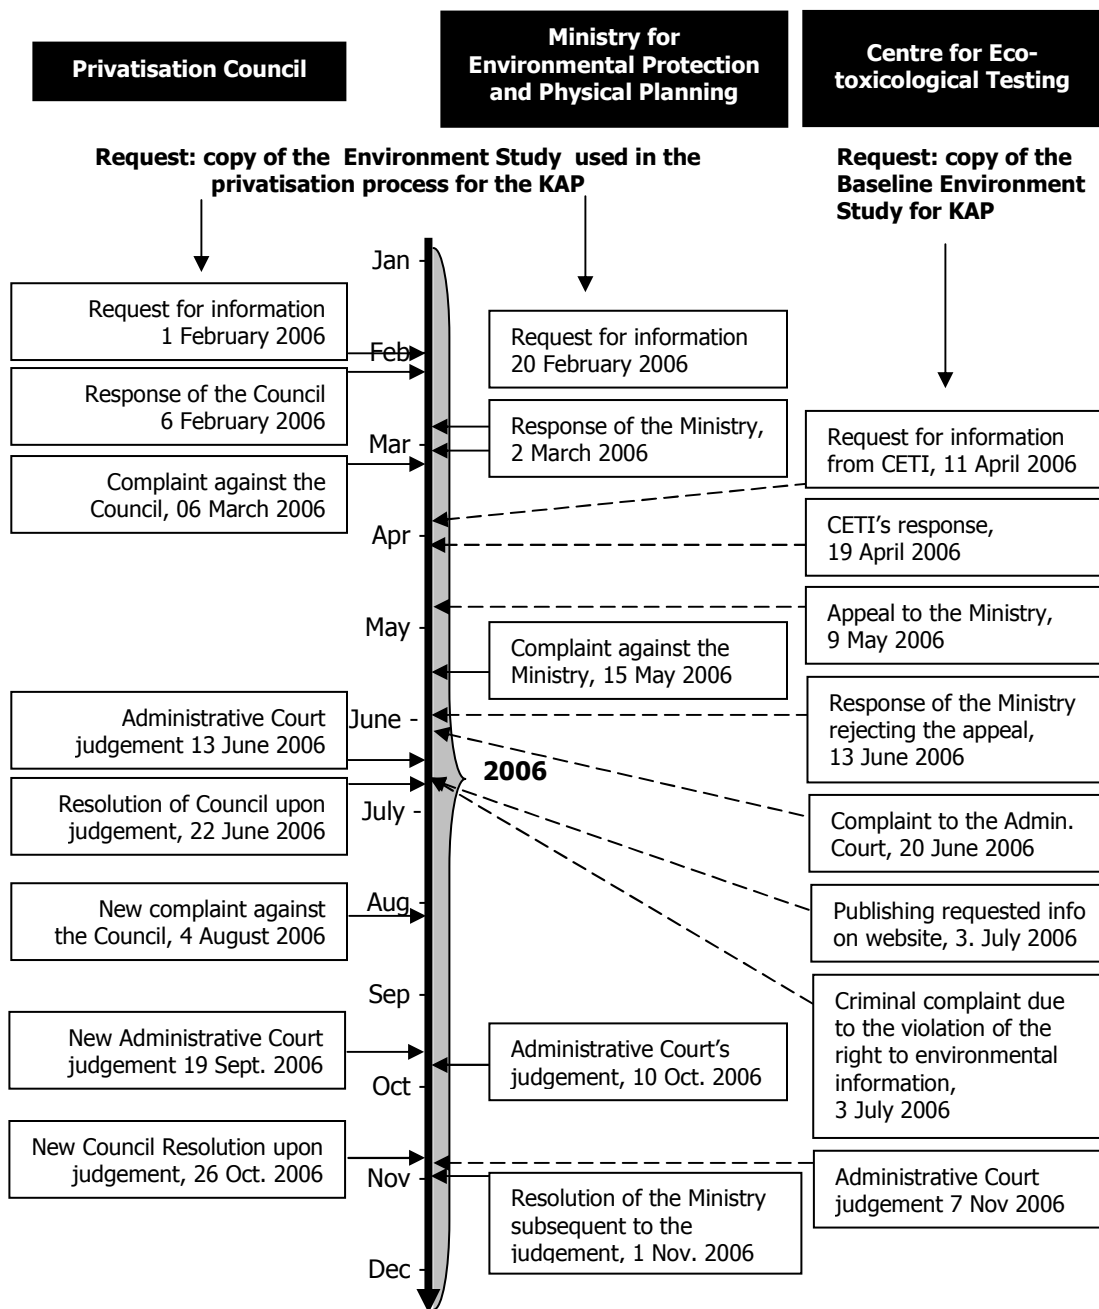 Privatisation Council
Ministry for
Environmental Protection
and Physical Planning
Centre for Eco-
toxicological Testing
Request: copy of the Environment Study used in the
privatisation process for the KAP
Request: copy of the
Baseline Environment
Study for KAP
Jan
Feb
Mar
Apr
May
June
July
Aug
Sep
Oct
Nov
Dec
2006
Request for information
1 February 2006
Response of the Council
6 February 2006
Complaint against the
Council, 06 March 2006
Administrative Court
judgement 13 June 2006
Resolution of Council upon
judgement, 22 June 2006
New complaint against
the Council, 4 August 2006
New Administrative Court
judgement 19 Sept. 2006
New Council Resolution upon
judgement, 26 Oct. 2006
Request for information
20 February 2006
Response of the Ministry,
2 March 2006
Complaint against the
Ministry, 15 May 2006
Administrative Court's
judgement, 10 Oct. 2006
Resolution of the Ministry
subsequent to the
judgement, 1 Nov. 2006
Request for information
from CETI, 11 April 2006
CETI's response,
19 April 2006
Appeal to the Ministry,
9 May 2006
Response of the Ministry
rejecting the appeal,
13 June 2006
Complaint to the Admin.
Court, 20 June 2006
Publishing requested info
on website, 3. July 2006
Criminal complaint due
to the violation of the
right to environmental
information,
3 July 2006
Administrative Court
judgement 7 Nov 2006